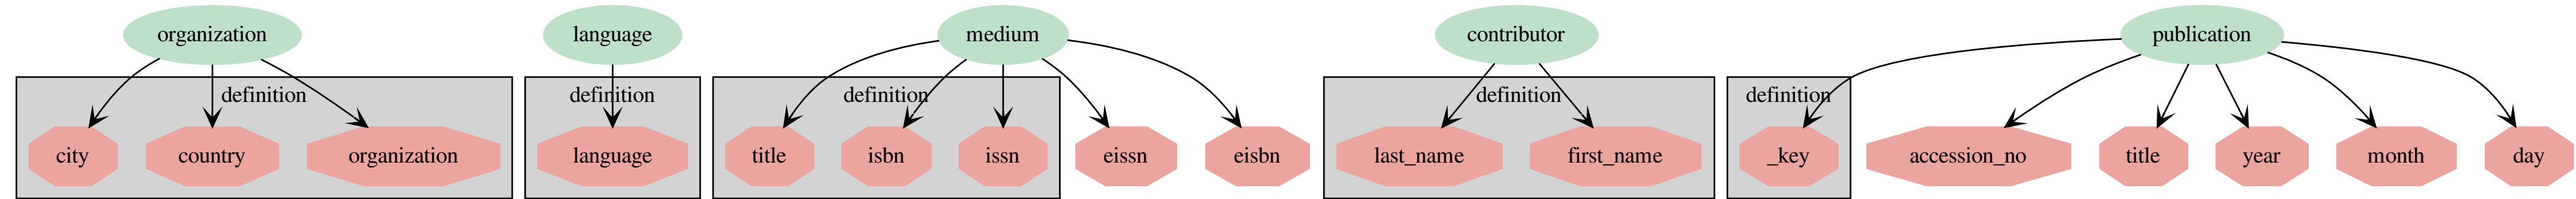 organization
language
medium
contributor
publication
definition
definition
definition
definition
definition
city
country
organization
language
title
isbn
issn
eissn
eisbn
last_name
first_name
_key
accession_no
title
year
month
day